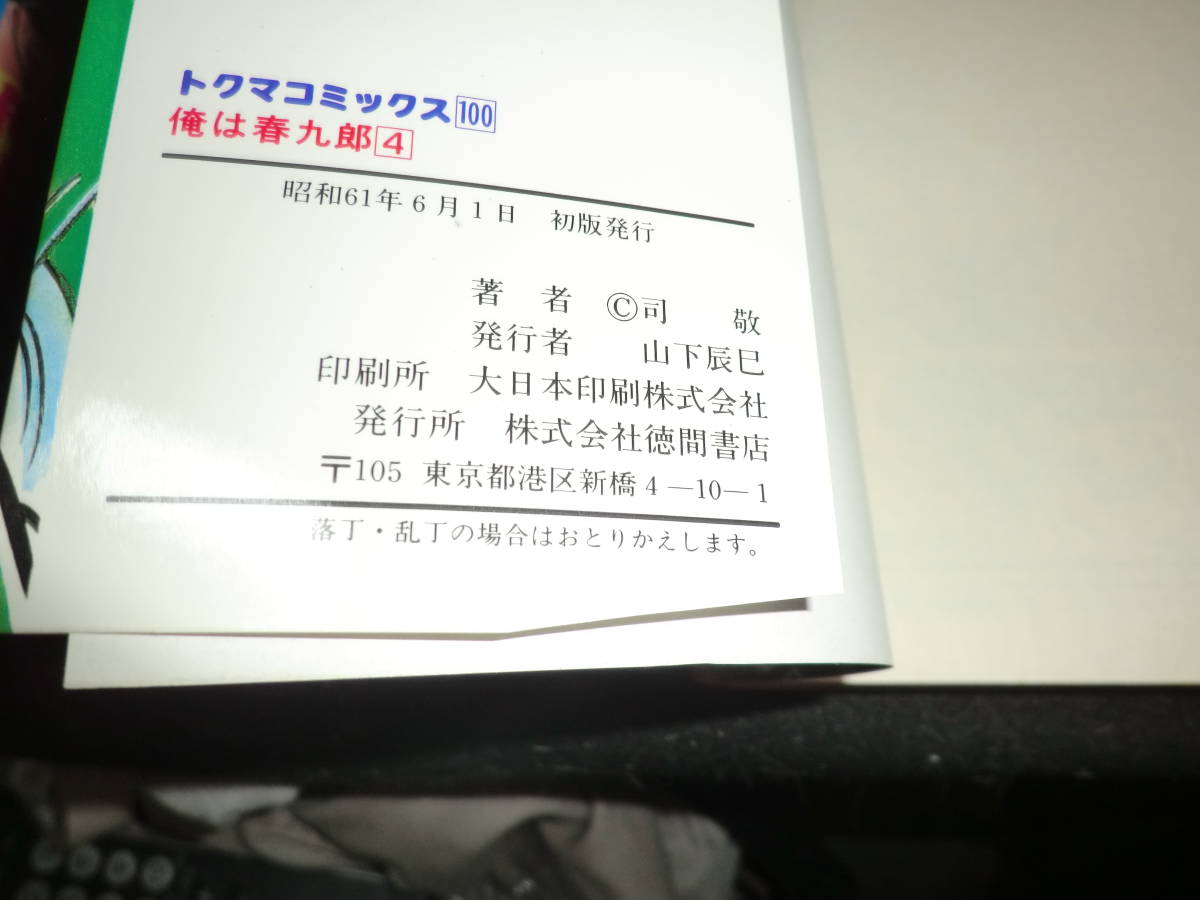 トクマコミックス100
俺は春九郎4
昭和61年6月1日 初版発行
著 者 ©司 敬
発行者 山下辰巳
印刷所 大日本印刷株式会社
発行所 株式会社徳間書店
〒105 東京都港区新橋4―10―1
落丁・乱丁の場合はおとりかえします。